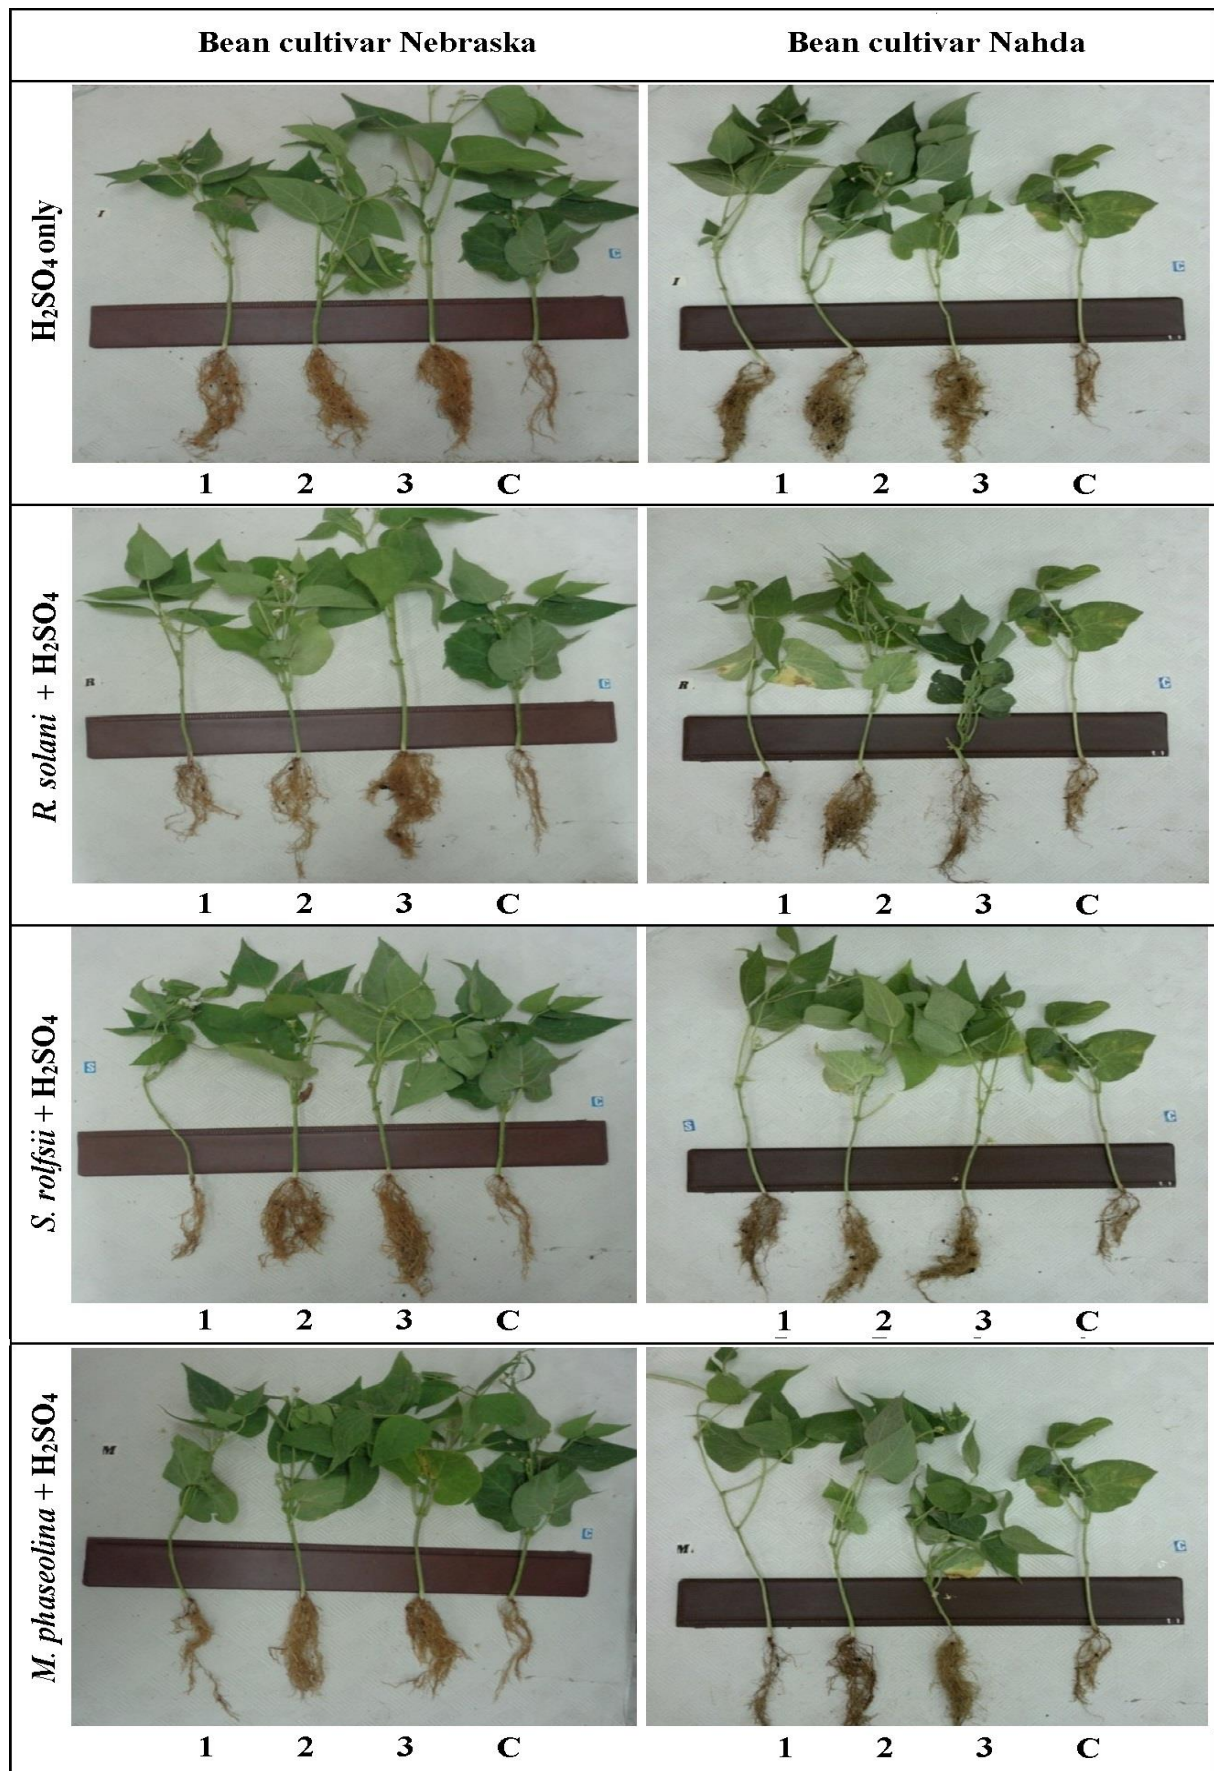 Bean cultivar Nebraska
Bean cultivar Nahda
H₂SO₄ only
I
C
I
C
1 2 3 C
1 2 3 C
R. solani + H₂SO₄
R
C
R
C
1 2 3 C
1 2 3 C
S. rolfsii + H₂SO₄
S
C
S
C
1 2 3 C
1 2 3 C
M. phaseolina + H₂SO₄
M
C
M.
C
1 2 3 C
1 2 3 C